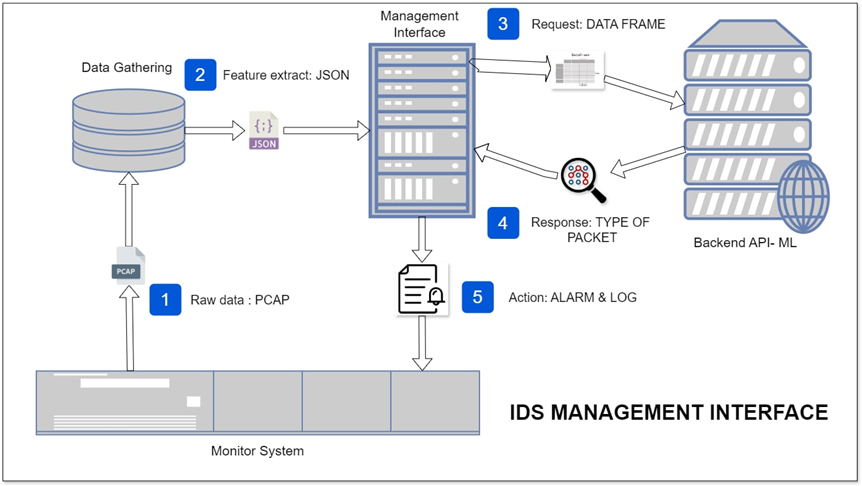 Management
Interface
3
Request: DATA FRAME
Data Gathering
2
Feature extract: JSON
{;}
JSON
4
Response: TYPE OF
PACKET
Backend API- ML
PCAP
1
Raw data : PCAP
5
Action: ALARM & LOG
IDS MANAGEMENT INTERFACE
Monitor System